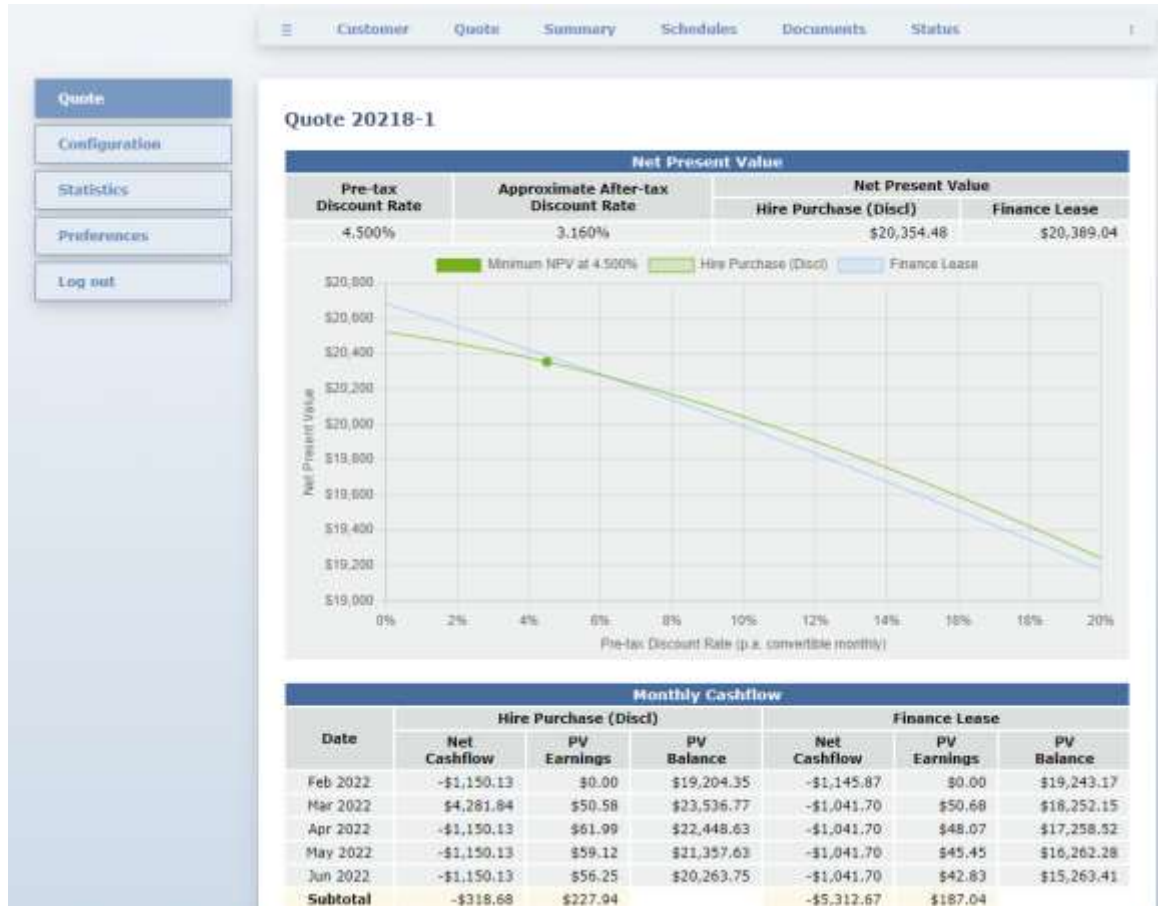 ☰ Customer Quote Summary Schedules Documents Status ⁝
Quote
Configuration
Statistics
Preferences
Log out
Quote 20218-1
Net Present Value
Pre-tax Discount Rate Approximate After-tax Discount Rate Net Present Value
Hire Purchase (Discl) Finance Lease
4.500% 3.160% $20,354.48 $20,389.04
Minimum NPV at 4.500% Hire Purchase (Discl) Finance Lease
$20,800
$20,600
$20,400
$20,200
$20,000
$19,800
$19,600
$19,400
$19,200
$19,000
Net Present Value
0% 2% 4% 6% 8% 10% 12% 14% 16% 18% 20%
Pre-tax Discount Rate (p.a. convertible monthly)
Monthly Cashflow
Hire Purchase (Discl) Finance Lease
Date Net Cashflow PV Earnings PV Balance Net Cashflow PV Earnings PV Balance
Feb 2022 -$1,150.13 $0.00 $19,204.35 -$1,145.87 $0.00 $19,243.17
Mar 2022 $4,281.84 $50.58 $23,536.77 -$1,041.70 $50.68 $18,252.15
Apr 2022 -$1,150.13 $61.99 $22,448.63 -$1,041.70 $48.07 $17,258.52
May 2022 -$1,150.13 $59.12 $21,357.63 -$1,041.70 $45.45 $16,262.28
Jun 2022 -$1,150.13 $56.25 $20,263.75 -$1,041.70 $42.83 $15,263.41
Subtotal -$318.68 $227.94 -$5,312.67 $187.04